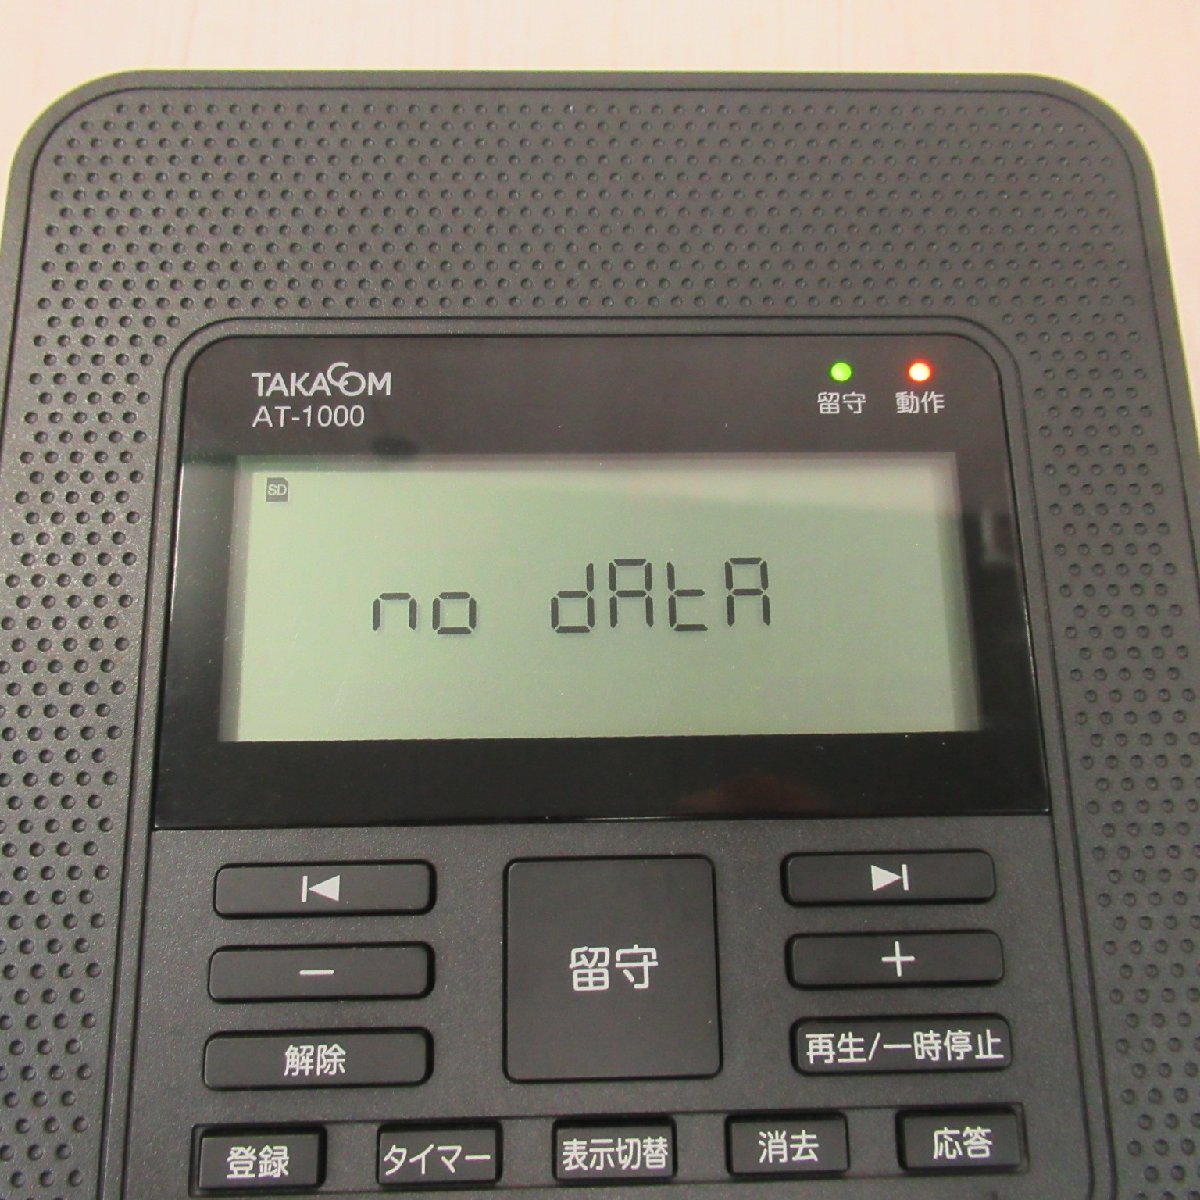 TAKACOM
AT-1000
留守 動作
SD
no dAtA
留守
解除
再生/一時停止
登録 タイマー 表示切替 消去 応答